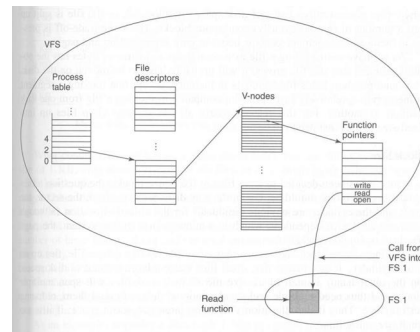 VFS
Process
table
File
descriptors
V-nodes
Function
pointers
4
2
0
write
read
open
Call from
VFS into
FS 1
Read
function
FS 1